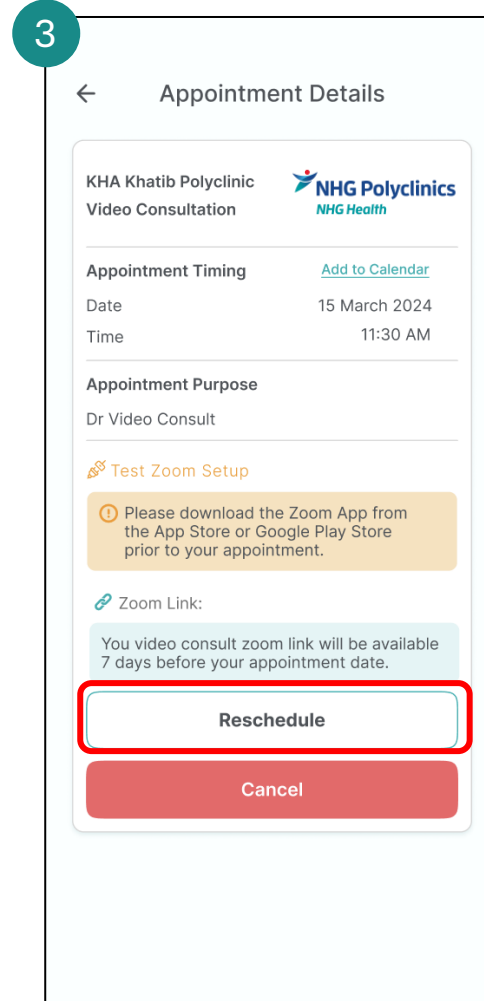 3
Appointment Details
KHA Khatib Polyclinic
Video Consultation
NHG Polyclinics
NHG Health
Appointment Timing
Add to Calendar
Date
15 March 2024
Time
11:30 AM
Appointment Purpose
Dr Video Consult
Test Zoom Setup
Please download the Zoom App from
the App Store or Google Play Store
prior to your appointment.
Zoom Link:
You video consult zoom link will be available
7 days before your appointment date.
Reschedule
Cancel